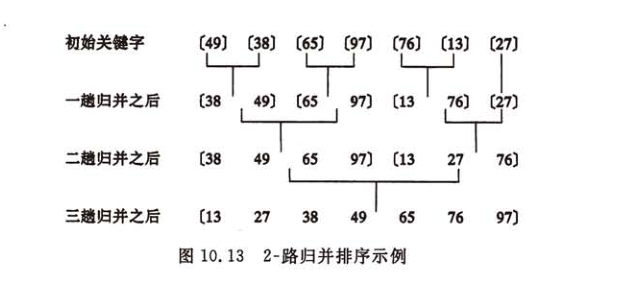 初始关键字 〔49〕 〔38〕 〔65〕 〔97〕 〔76〕 〔13〕 〔27〕
一趟归并之后 〔38 49〕 〔65 97〕 〔13 76〕 〔27〕
二趟归并之后 〔38 49 65 97〕 〔13 27 76〕
三趟归并之后 〔13 27 38 49 65 76 97〕
图 10.13 2-路归并排序示例